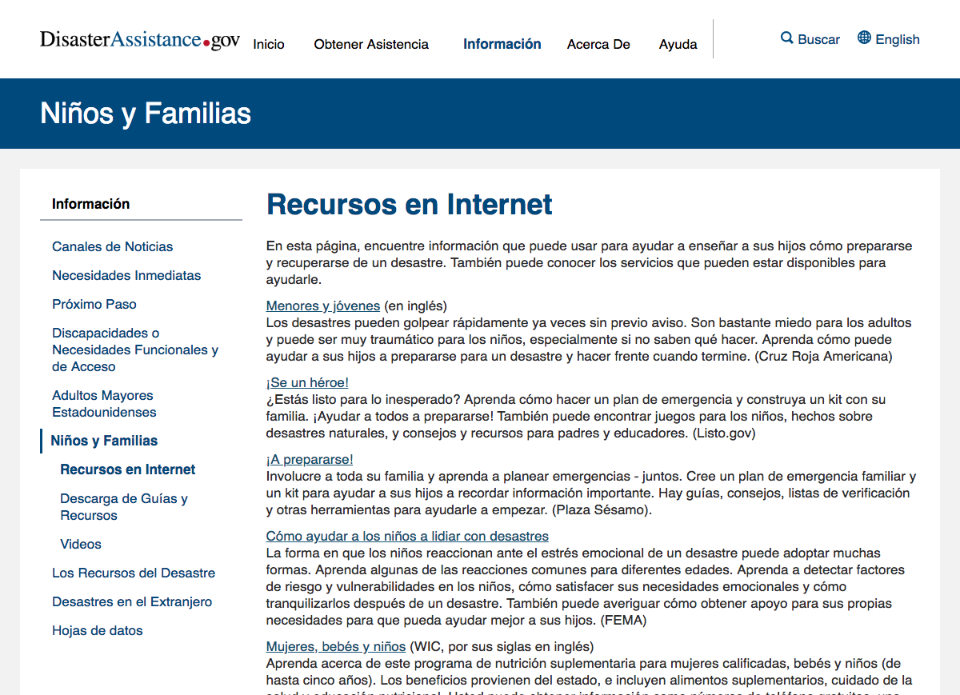 DisasterAssistance.gov
Inicio
Obtener Asistencia
Información
Acerca De
Ayuda
Buscar
English
Niños y Familias
Información
Canales de Noticias
Necesidades Inmediatas
Próximo Paso
Discapacidades o
Necesidades Funcionales y
de Acceso
Adultos Mayores
Estadounidenses
Niños y Familias
Recursos en Internet
Descarga de Guías y
Recursos
Videos
Los Recursos del Desastre
Desastres en el Extranjero
Hojas de datos
Recursos en Internet
En esta página, encuentre información que puede usar para ayudar a enseñar a sus hijos cómo prepararse
y recuperarse de un desastre. También puede conocer los servicios que pueden estar disponibles para
ayudarle.
Menores y jóvenes (en inglés)
Los desastres pueden golpear rápidamente ya veces sin previo aviso. Son bastante miedo para los adultos
y puede ser muy traumático para los niños, especialmente si no saben qué hacer. Aprenda cómo puede
ayudar a sus hijos a prepararse para un desastre y hacer frente cuando termine. (Cruz Roja Americana)
¡Se un héroe!
¿Estás listo para lo inesperado? Aprenda cómo hacer un plan de emergencia y construya un kit con su
familia. ¡Ayudar a todos a prepararse! También puede encontrar juegos para los niños, hechos sobre
desastres naturales, y consejos y recursos para padres y educadores. (Listo.gov)
¡A prepararse!
Involucre a toda su familia y aprenda a planear emergencias - juntos. Cree un plan de emergencia familiar y
un kit para ayudar a sus hijos a recordar información importante. Hay guías, consejos, listas de verificación
y otras herramientas para ayudarle a empezar. (Plaza Sésamo).
Cómo ayudar a los niños a lidiar con desastres
La forma en que los niños reaccionan ante el estrés emocional de un desastre puede adoptar muchas
formas. Aprenda algunas de las reacciones comunes para diferentes edades. Aprenda a detectar factores
de riesgo y vulnerabilidades en los niños, cómo satisfacer sus necesidades emocionales y cómo
tranquilizarlos después de un desastre. También puede averiguar cómo obtener apoyo para sus propias
necesidades para que pueda ayudar mejor a sus hijos. (FEMA)
Mujeres, bebés y niños (WIC, por sus siglas en inglés)
Aprenda acerca de este programa de nutrición suplementaria para mujeres calificadas, bebés y niños (de
hasta cinco años). Los beneficios provienen del estado, e incluyen alimentos suplementarios, cuidado de la